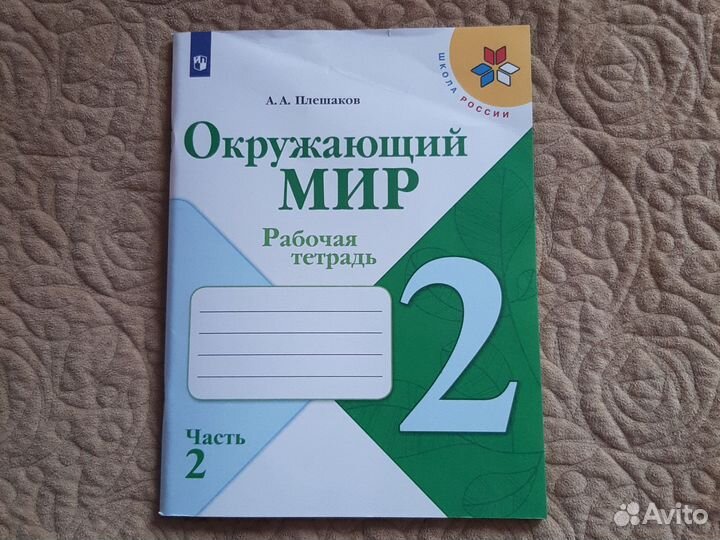 ШКОЛА РОССИИ
А. А. Плешаков
Окружающий
МИР
Рабочая
тетрадь
2
Часть
2
Avito